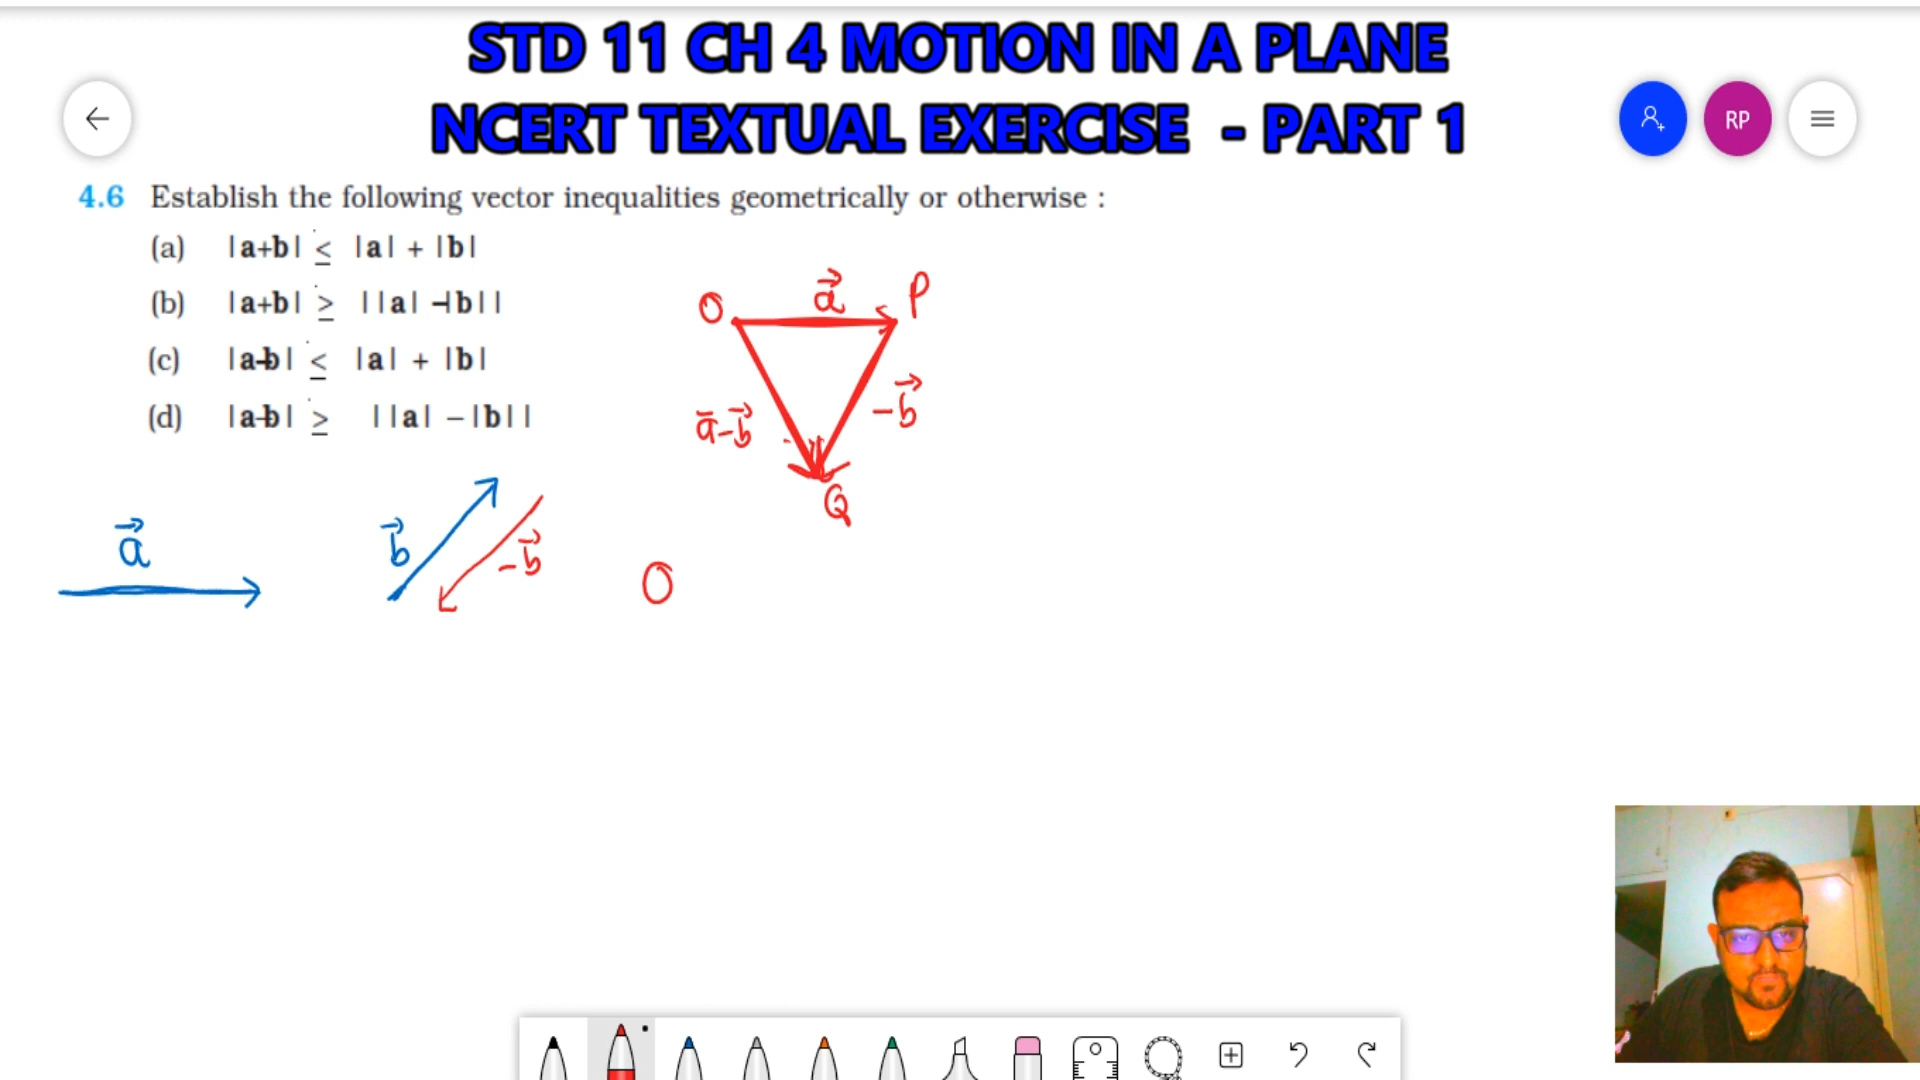 STD 11 CH 4 MOTION IN A PLANE
NCERT TEXTUAL EXERCISE - PART 1
RP
4.6 Establish the following vector inequalities geometrically or otherwise :
(a) |a+b| ≤ |a| + |b|
(b) |a+b| ≥ ||a| −|b||
(c) |a−b| ≤ |a| + |b|
(d) |a−b| ≥ ||a| − |b||
O a⃗ P
a⃗−b⃗ −b⃗
Q
a⃗ b⃗ −b⃗
O